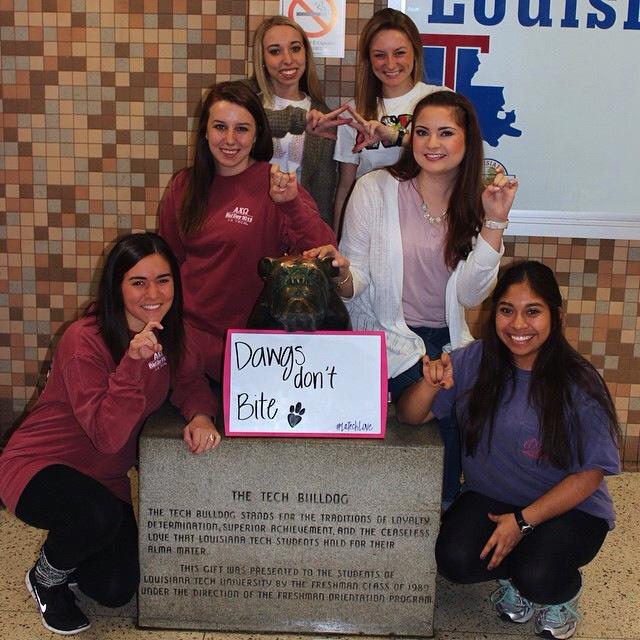 Louisi
ΑΧΩ
Dawgs
don't
Bite
#LaTechLove
THE TECH BULLDOG
THE TECH BULLDOG STANDS FOR THE TRADITIONS OF LOYALTY,
DETERMINATION, SUPERIOR ACHIEVEMENT, AND THE CEASELESS
LOVE THAT LOUISIANA TECH STUDENTS HOLD FOR THEIR
ALMA MATER.
THIS GIFT WAS PRESENTED TO THE STUDENTS OF
LOUISIANA TECH UNIVERSITY BY THE FRESHMAN CLASS OF 1989
UNDER THE DIRECTION OF THE FRESHMAN ORIENTATION PROGRAM.